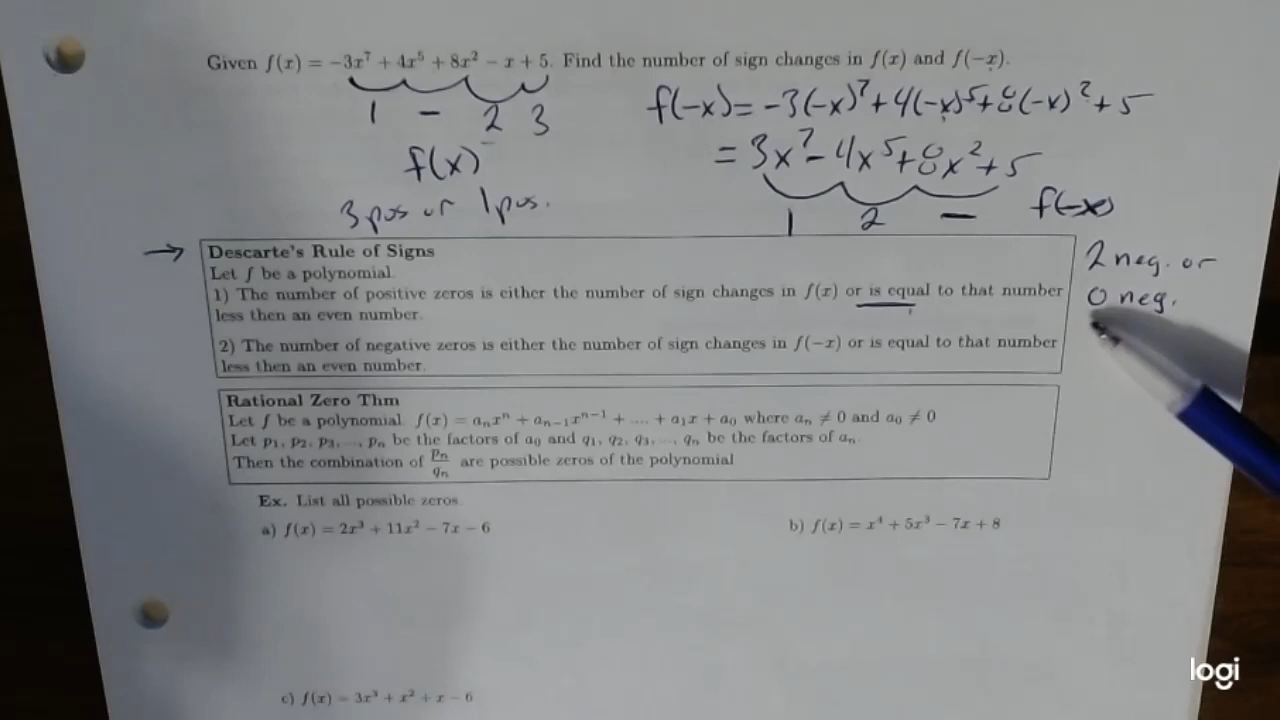 Given f(x) = −3x⁷ + 4x⁵ + 8x² − x + 5. Find the number of sign changes in f(x) and f(−x).
1 − 2 3
f(x)
3 pos or 1 pos.
f(-x) = -3(-x)⁷ + 4(-x)⁵ + 8(-x)² + 5
= 3x⁷ - 4x⁵ + 8x² + 5
1 2 − f(-x)
2 neg. or
0 neg.
→ Descarte's Rule of Signs
Let f be a polynomial.
1) The number of positive zeros is either the number of sign changes in f(x) or is equal to that number
less then an even number.
2) The number of negative zeros is either the number of sign changes in f(−x) or is equal to that number
less then an even number.
Rational Zero Thm
Let f be a polynomial. f(x) = aₙxⁿ + aₙ₋₁xⁿ⁻¹ + .... + a₁x + a₀ where aₙ ≠ 0 and a₀ ≠ 0
Let p₁, p₂, p₃, ..., pₙ be the factors of a₀ and q₁, q₂, q₃, ..., qₙ be the factors of aₙ.
Then the combination of pₙ/qₙ are possible zeros of the polynomial
Ex. List all possible zeros.
a) f(x) = 2x³ + 11x² − 7x − 6
b) f(x) = x⁴ + 5x³ − 7x + 8
c) f(x) = 3x³ + x² + x − 6
logi